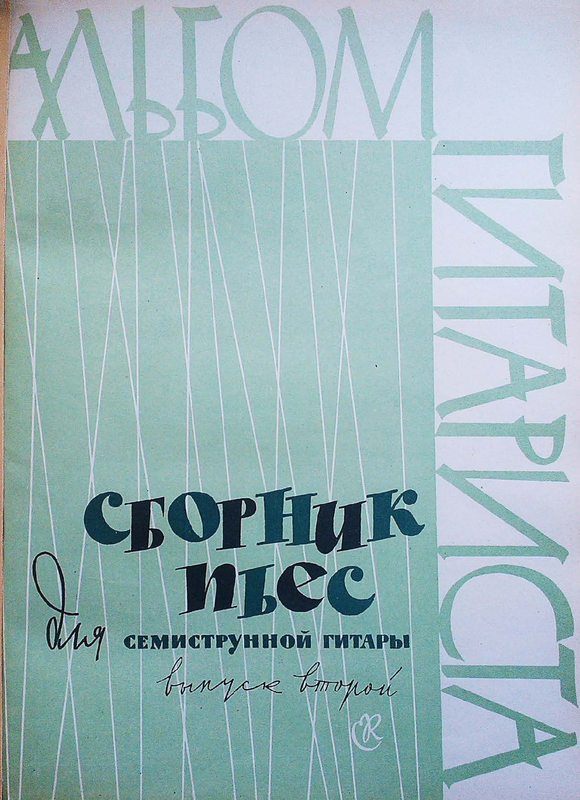 АЛЬБОМ
ГИТАРИСТА
СБОРНИК
ПЬЕС
для
СЕМИСТРУННОЙ ГИТАРЫ
выпуск второй